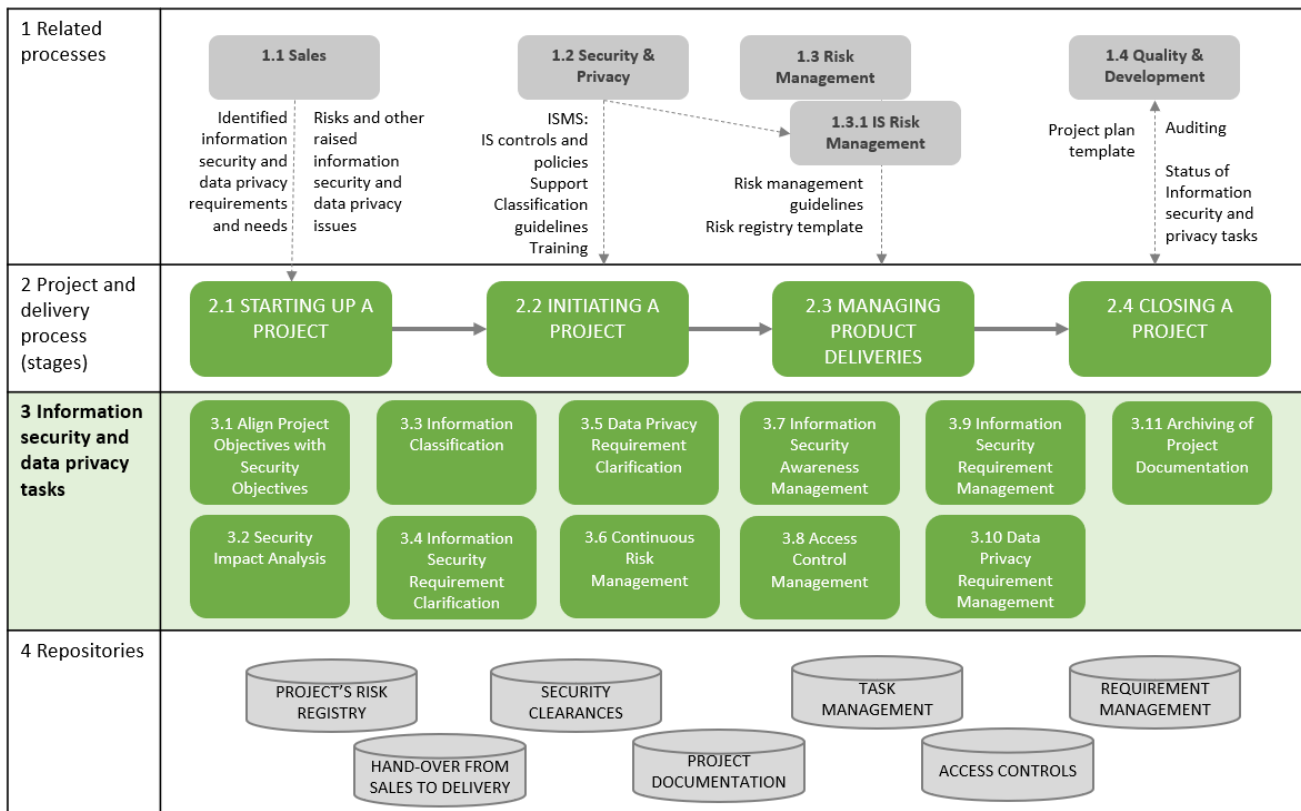 1 Related
processes
1.1 Sales
1.2 Security &
Privacy
1.3 Risk
Management
1.3.1 IS Risk
Management
1.4 Quality &
Development
Identified
information
security and
data privacy
requirements
and needs
Risks and other
raised
information
security and
data privacy
issues
ISMS:
IS controls and
policies
Support
Classification
guidelines
Training
Risk management
guidelines
Risk registry template
Project plan
template
Auditing
Status of
Information
security and
privacy tasks
2 Project and
delivery
process
(stages)
2.1 STARTING UP A
PROJECT
2.2 INITIATING A
PROJECT
2.3 MANAGING
PRODUCT
DELIVERIES
2.4 CLOSING A
PROJECT
3 Information
security and
data privacy
tasks
3.1 Align Project
Objectives with
Security
Objectives
3.3 Information
Classification
3.5 Data Privacy
Requirement
Clarification
3.7 Information
Security
Awareness
Management
3.9 Information
Security
Requirement
Management
3.11 Archiving of
Project
Documentation
3.2 Security
Impact Analysis
3.4 Information
Security
Requirement
Clarification
3.6 Continuous
Risk
Management
3.8 Access
Control
Management
3.10 Data
Privacy
Requirement
Management
4 Repositories
PROJECT'S RISK
REGISTRY
SECURITY
CLEARANCES
TASK
MANAGEMENT
REQUIREMENT
MANAGEMENT
HAND-OVER FROM
SALES TO DELIVERY
PROJECT
DOCUMENTATION
ACCESS CONTROLS